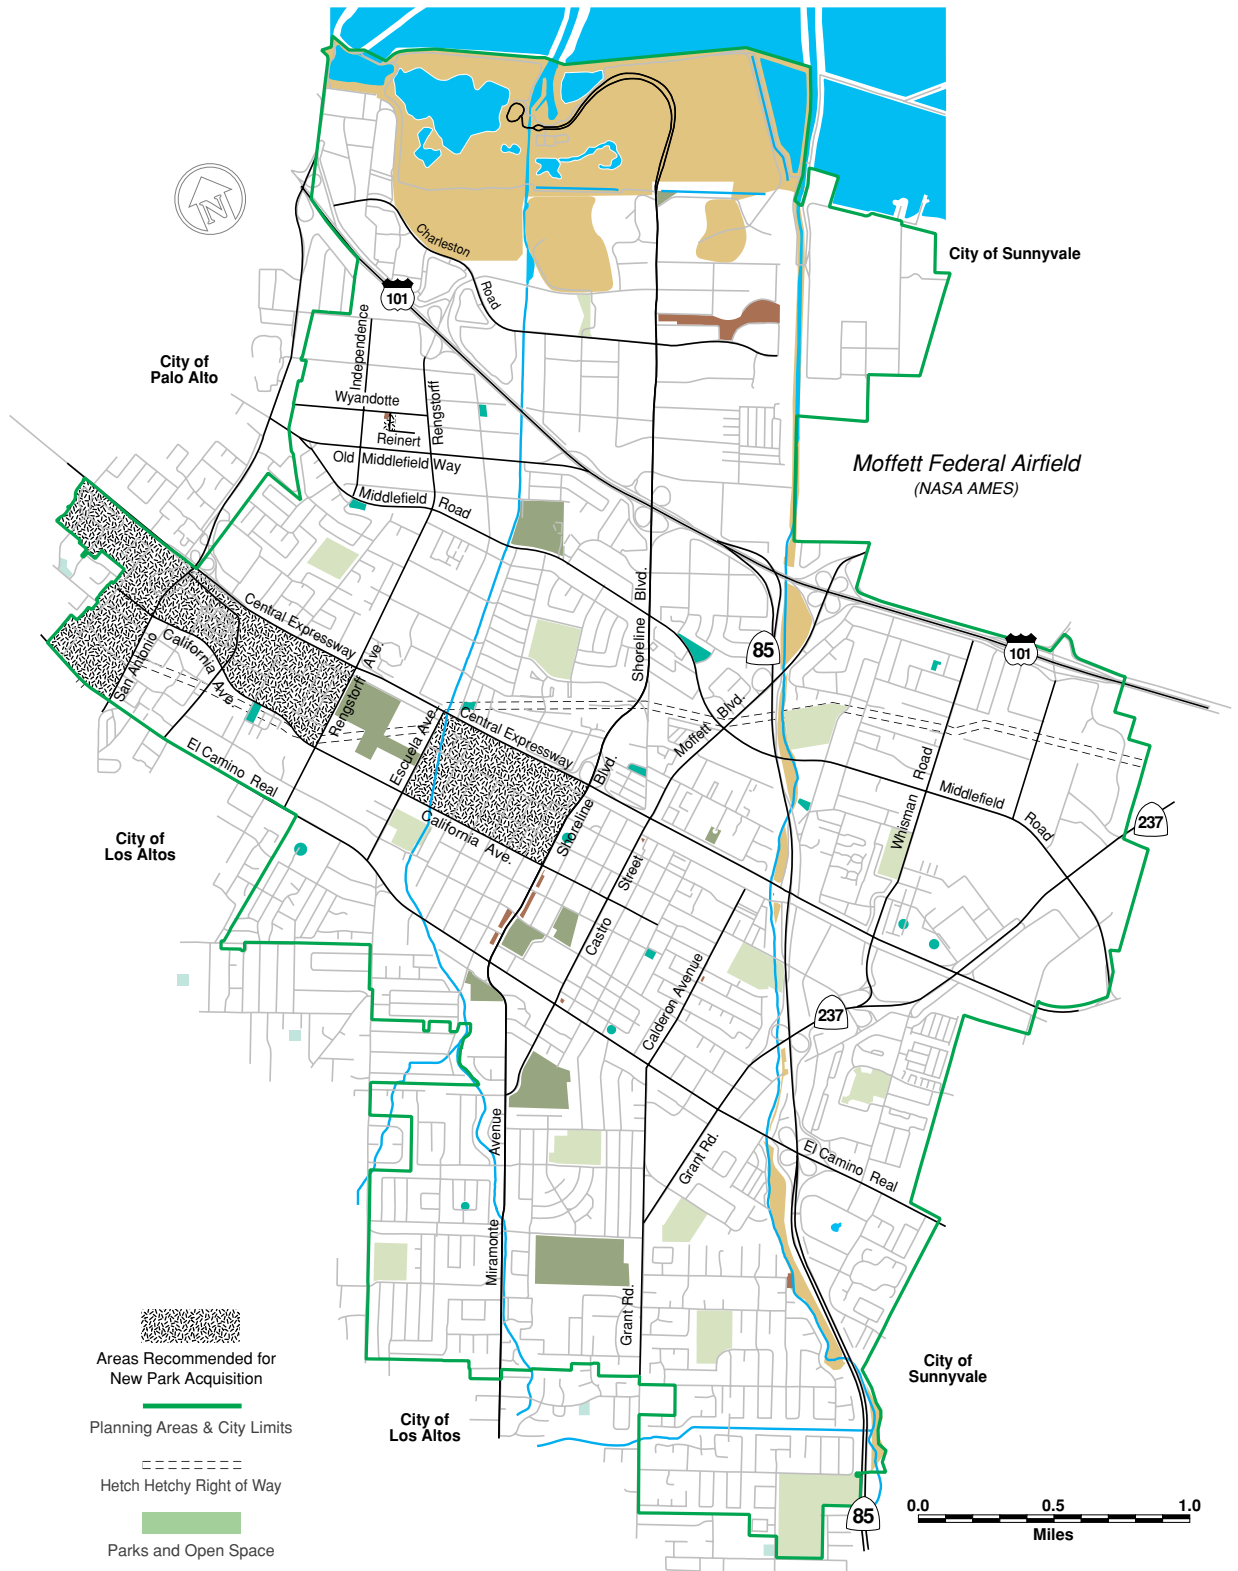 N
City of Sunnyvale
Charleston
Road
101
Independence
City of
Palo Alto
Wyandotte
Rengstorff
Reinert
Old Middlefield Way
Middlefield Road
Moffett Federal Airfield
(NASA AMES)
Central Expressway
Shoreline Blvd.
San Antonio
California Ave.
Rengstorff Ave.
85
101
Escuela Ave.
Central Expressway
Moffett Blvd.
El Camino Real
Shoreline Blvd.
Whisman Road
Middlefield Road
237
California Ave.
City of
Los Altos
Castro Street
Calderon Avenue
237
Miramonte Avenue
Grant Rd.
El Camino Real
Grant Rd.
City of
Sunnyvale
City of
Los Altos
85
Areas Recommended for
New Park Acquisition
Planning Areas & City Limits
Hetch Hetchy Right of Way
Parks and Open Space
0.0 0.5 1.0
Miles